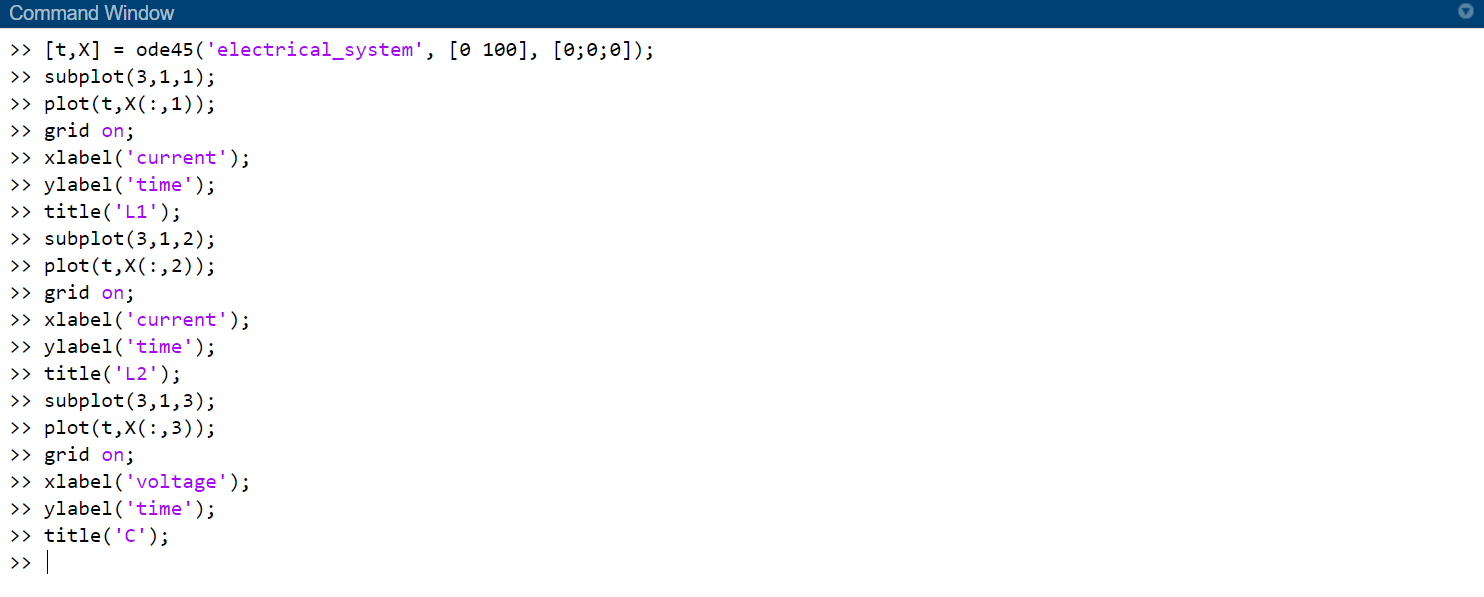 Command Window
>> [t,X] = ode45('electrical_system', [0 100], [0;0;0]);
>> subplot(3,1,1);
>> plot(t,X(:,1));
>> grid on;
>> xlabel('current');
>> ylabel('time');
>> title('L1');
>> subplot(3,1,2);
>> plot(t,X(:,2));
>> grid on;
>> xlabel('current');
>> ylabel('time');
>> title('L2');
>> subplot(3,1,3);
>> plot(t,X(:,3));
>> grid on;
>> xlabel('voltage');
>> ylabel('time');
>> title('C');
>>